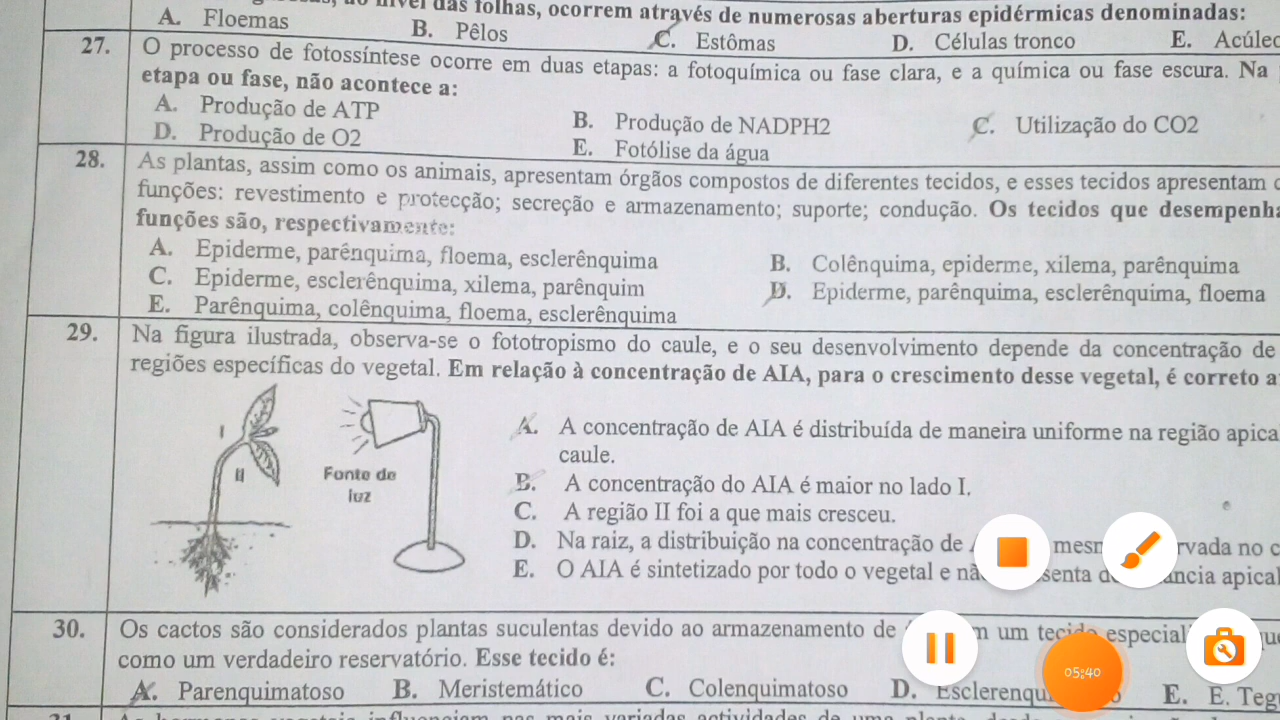 nível das folhas, ocorrem através de numerosas aberturas epidérmicas denominadas:
A. Floemas B. Pêlos C. Estômas D. Células tronco E.
27. O processo de fotossíntese ocorre em duas etapas: a fotoquímica ou fase clara, e a química ou fase escura. Na
etapa ou fase, não acontece a:
A. Produção de ATP B. Produção de NADPH2 C. Utilização do CO2
D. Produção de O2 E. Fotólise da água
28. As plantas, assim como os animais, apresentam órgãos compostos de diferentes tecidos, e esses tecidos apresentam
funções: revestimento e protecção; secreção e armazenamento; suporte; condução. Os tecidos que
funções são, respectivamente:
A. Epiderme, parênquima, floema, esclerênquima B. Colênquima, epiderme, xilema, parênquima
C. Epiderme, esclerênquima, xilema, parênquim D. Epiderme, parênquima, esclerênquima, floema
E. Parênquima, colênquima, floema, esclerênquima
29. Na figura ilustrada, observa-se o fototropismo do caule, e o seu desenvolvimento depende da concentração de
regiões específicas do vegetal. Em relação à concentração de AIA, para o crescimento desse vegetal, é correto
I
II
Fonte de
luz
A. A concentração de AIA é distribuída de maneira uniforme na região
caule.
B. A concentração do AIA é maior no lado I.
C. A região II foi a que mais cresceu.
D. Na raiz, a distribuição na concentração de
no
E. O AIA é sintetizado por todo o vegetal e
30. Os cactos são considerados plantas suculentas devido ao armazenamento de um tecido
como um verdadeiro reservatório. Esse tecido é:
A. Parenquimatoso B. Meristemático C. Colenquimatoso D. E. E.
05:40